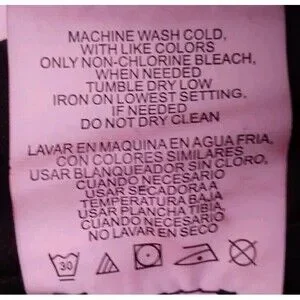 MACHINE WASH COLD,
WITH LIKE COLORS
ONLY NON-CHLORINE BLEACH,
WHEN NEEDED
TUMBLE DRY LOW
IRON ON LOWEST SETTING.
IF NEEDED
DO NOT DRY CLEAN
LAVAR EN MAQUINA EN AGUA FRIA,
CON COLORES SIMILARES
USAR BLANQUEADOR SIN CLORO,
CUANDO NECESARIO
USAR SECADORA A
TEMPERATURA BAJA
USAR PLANCHA TIBIA,
CUANDO NECESARIO
NO LAVAR EN SECO
30